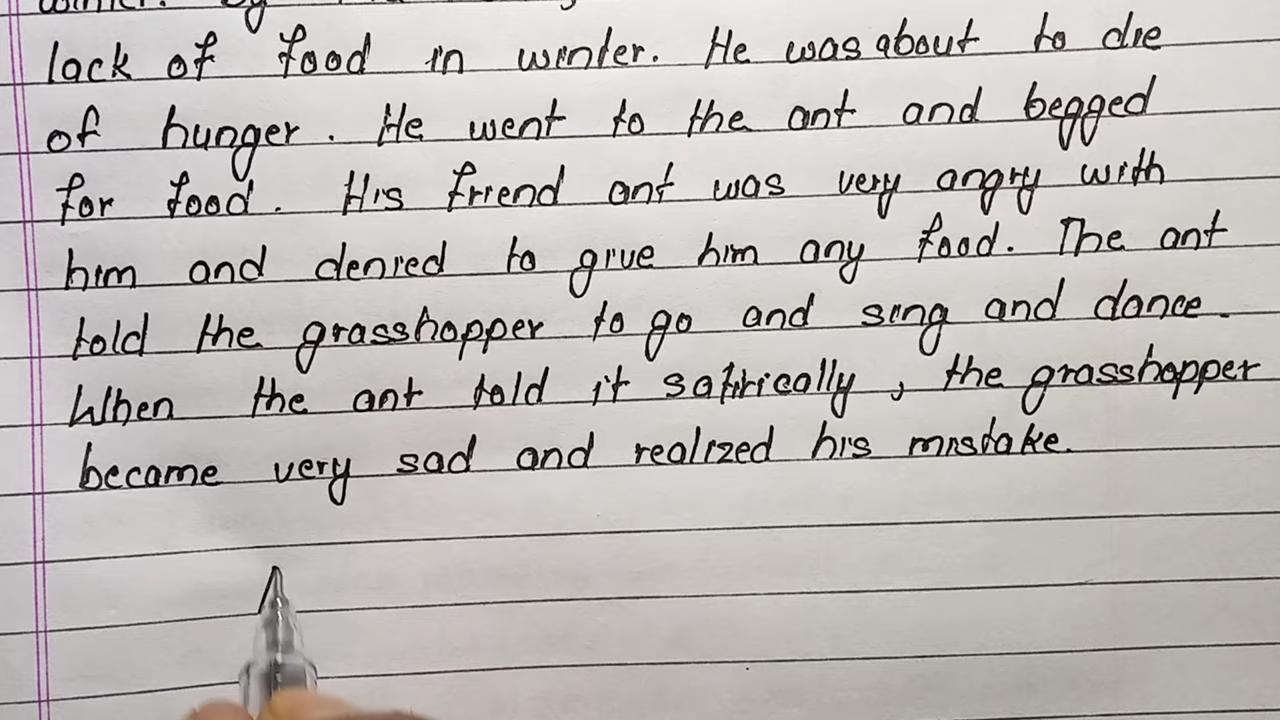 lack of food in winter. He was about to die
of hunger. He went to the ant and begged
for food. His friend ant was very angry with
him and denied to give him any food. The ant
told the grasshopper to go and sing and dance.
When the ant told it satirically, the grasshopper
became very sad and realized his mistake.